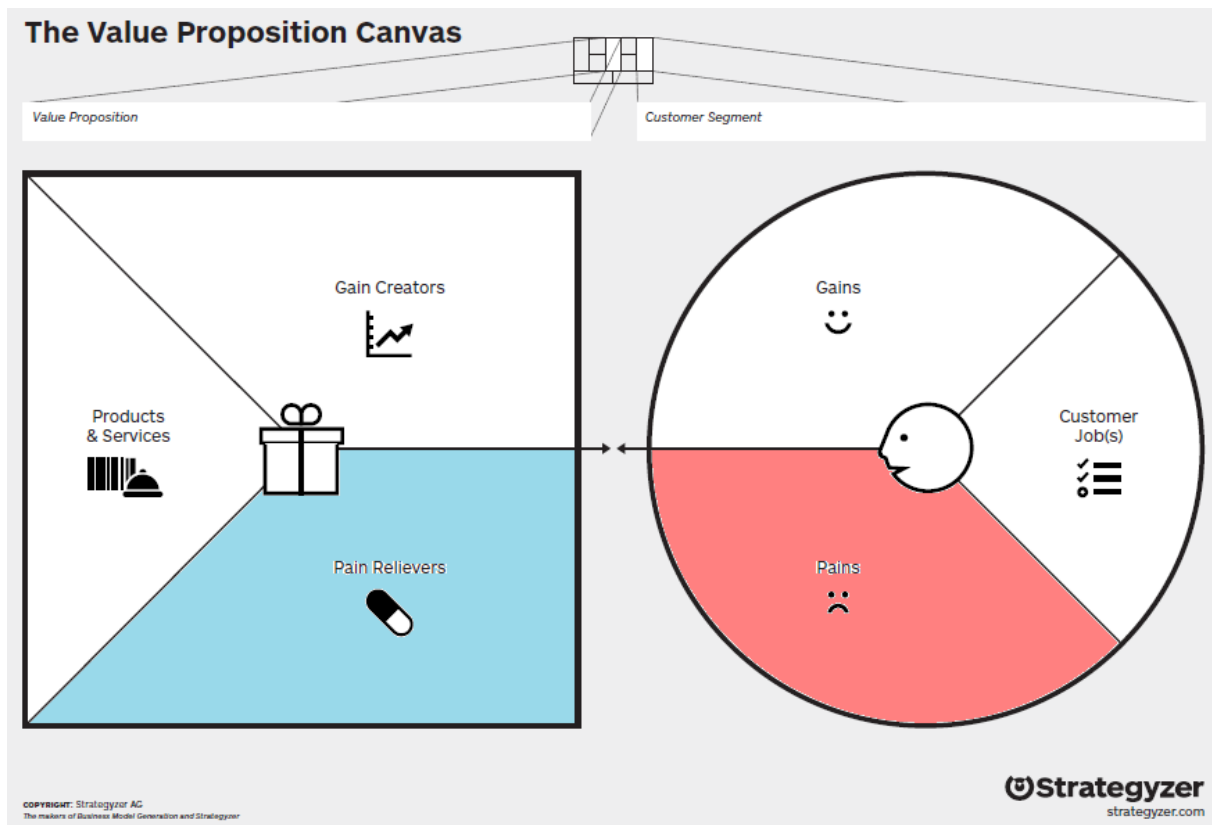 The Value Proposition Canvas
Value Proposition
Customer Segment
Gain Creators
Gains
Products
& Services
Customer
Job(s)
Pain Relievers
Pains
COPYRIGHT: Strategyzer AG
The makers of Business Model Generation and Strategyzer
Strategyzer
strategyzer.com